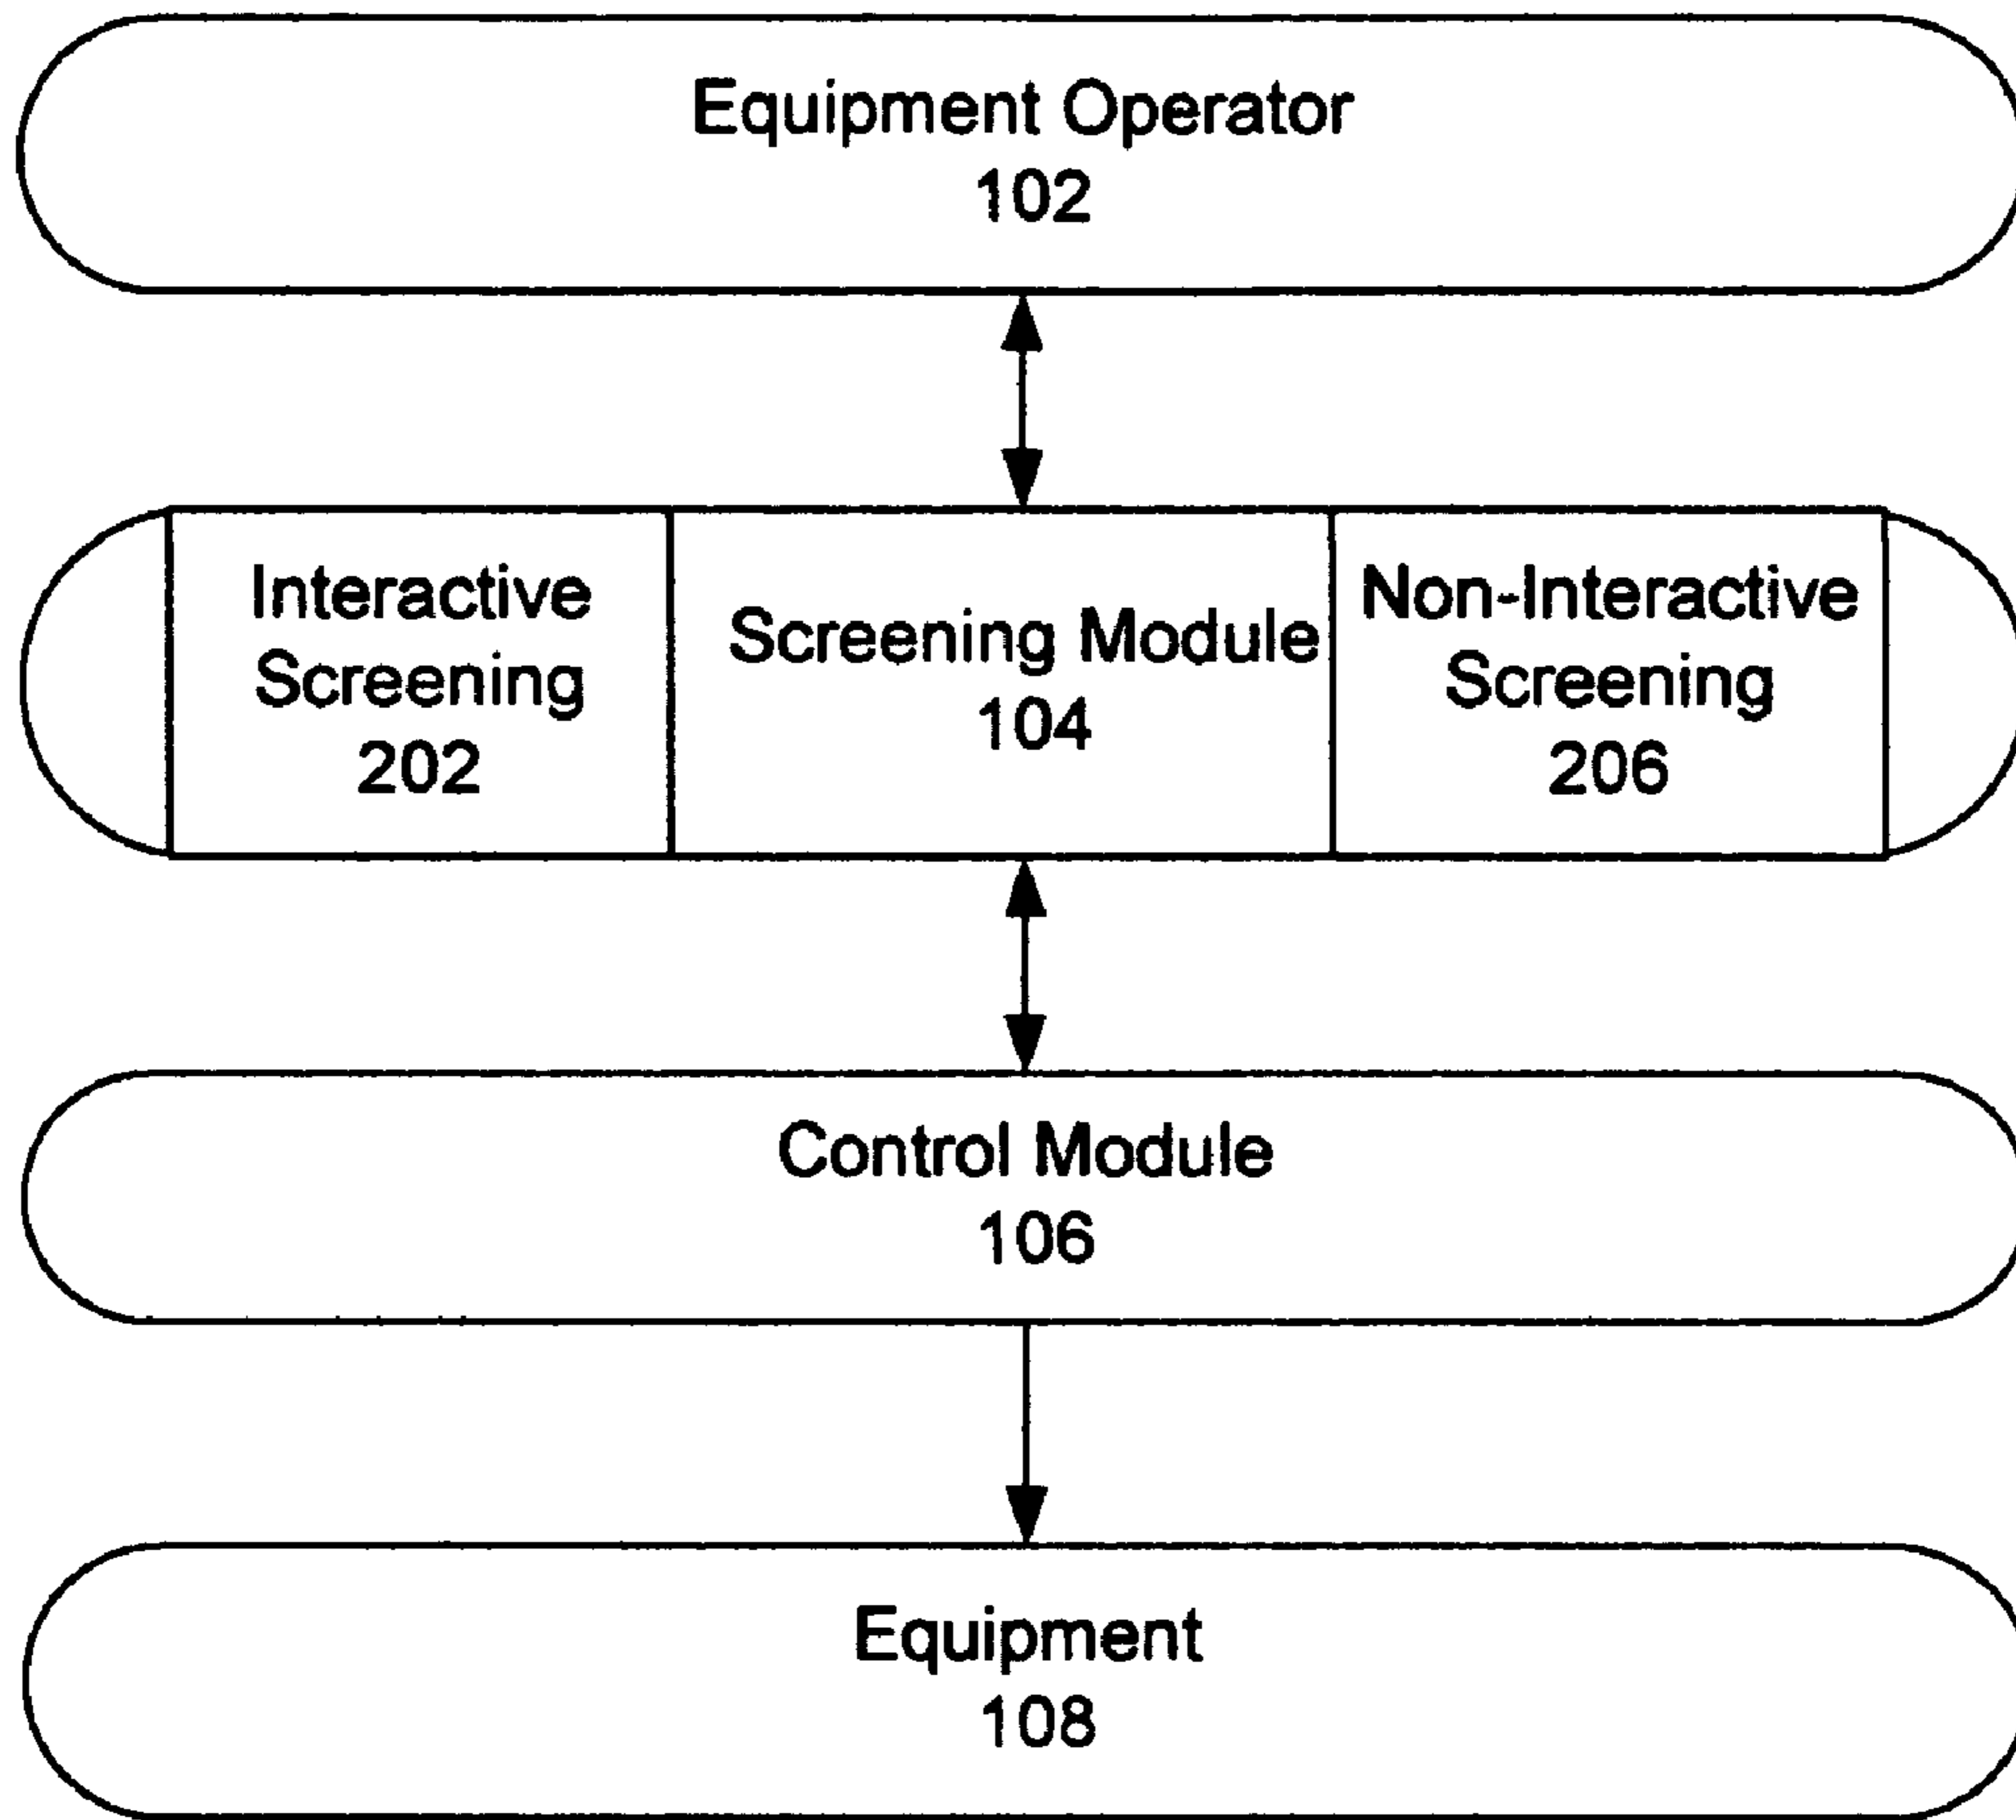 Equipment Operator
102
Interactive
Screening
202
Screening Module
104
Non-Interactive
Screening
206
Control Module
106
Equipment
108